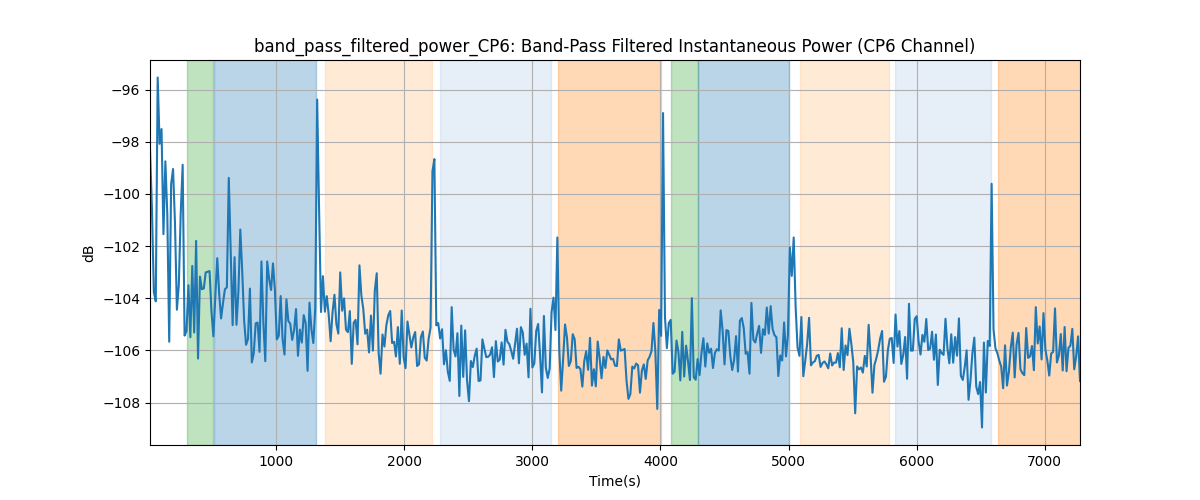 band_pass_filtered_power_CP6: Band-Pass Filtered Instantaneous Power (CP6 Channel)
dB
−96
−98
−100
−102
−104
−106
−108
1000 2000 3000 4000 5000 6000 7000
Time(s)